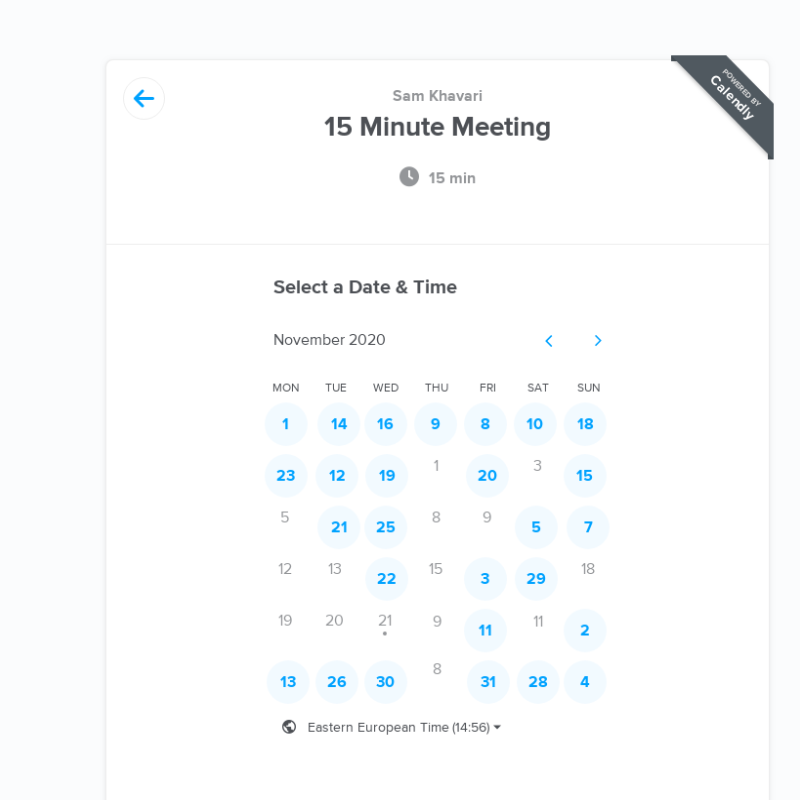 Sam Khavari
15 Minute Meeting
POWERED BY
Calendly
15 min
Select a Date & Time
November 2020
MON TUE WED THU FRI SAT SUN
1 14 16 9 8 10 18
23 12 19 1 20 3 15
5 21 25 8 9 5 7
12 13 22 15 3 29 18
19 20 21 9 11 11 2
13 26 30 8 31 28 4
Eastern European Time (14:56)